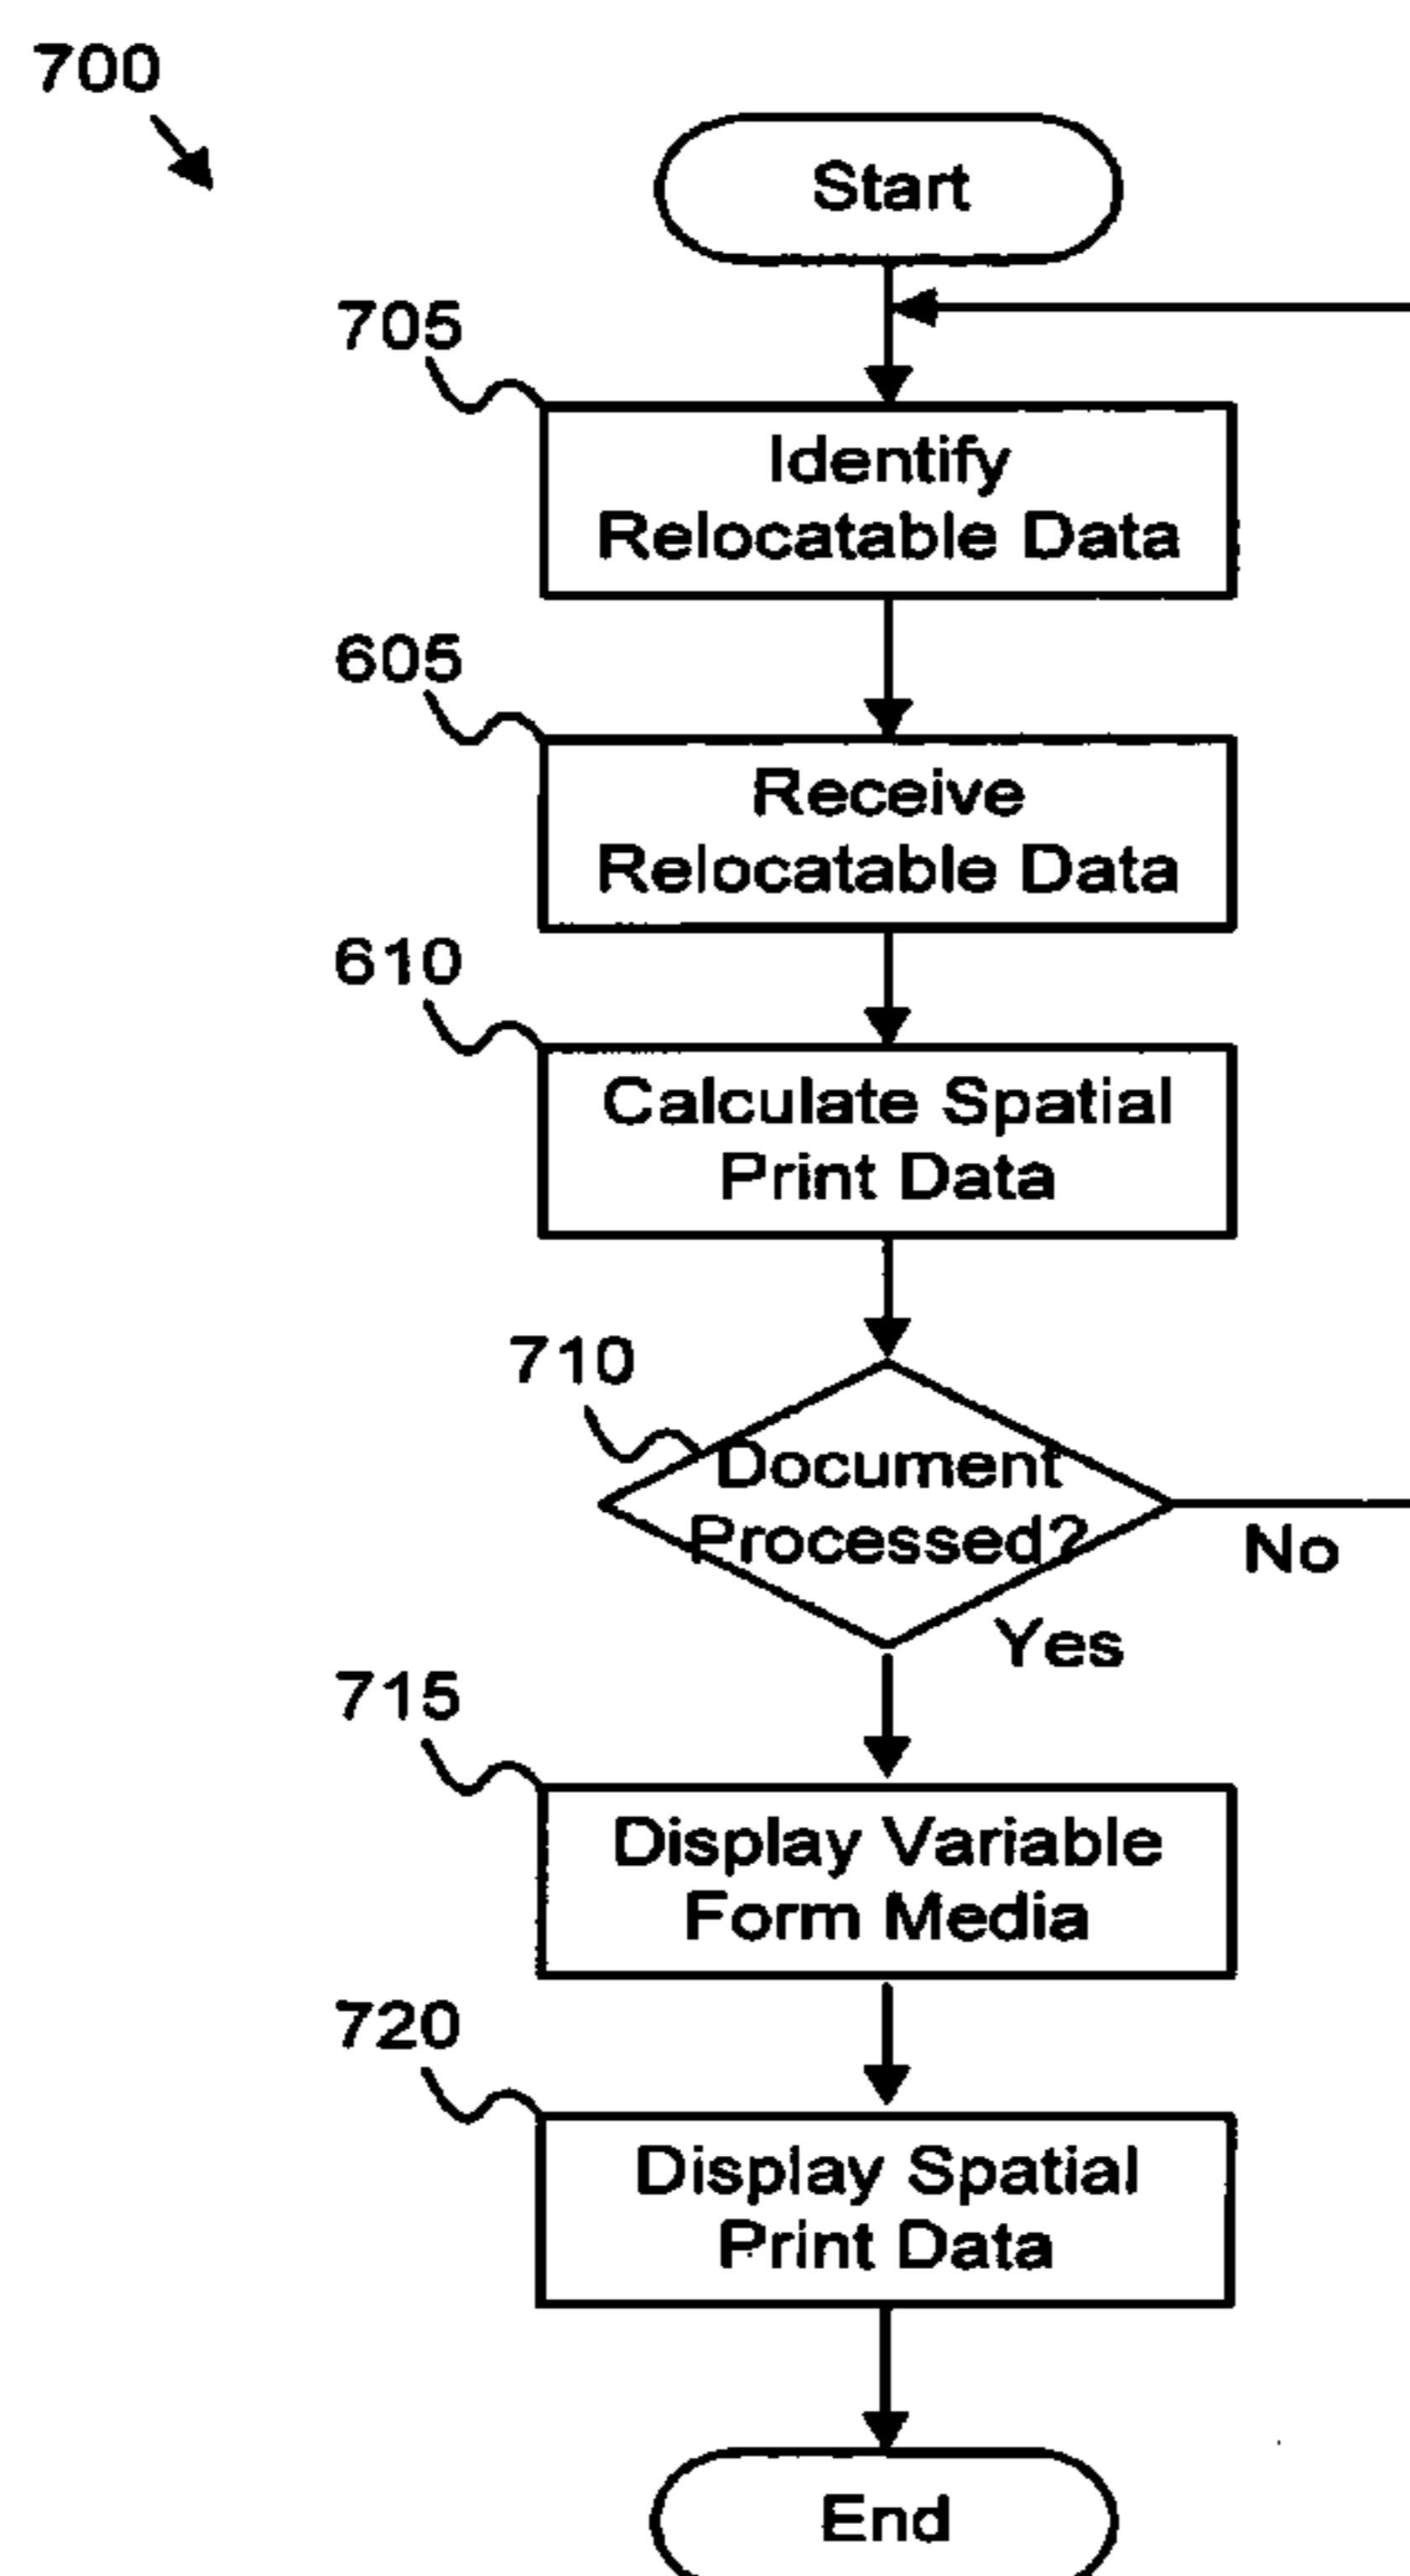 700
Start
705
Identify
Relocatable Data
605
Receive
Relocatable Data
610
Calculate Spatial
Print Data
710
Document
Processed?
No
Yes
715
Display Variable
Form Media
720
Display Spatial
Print Data
End